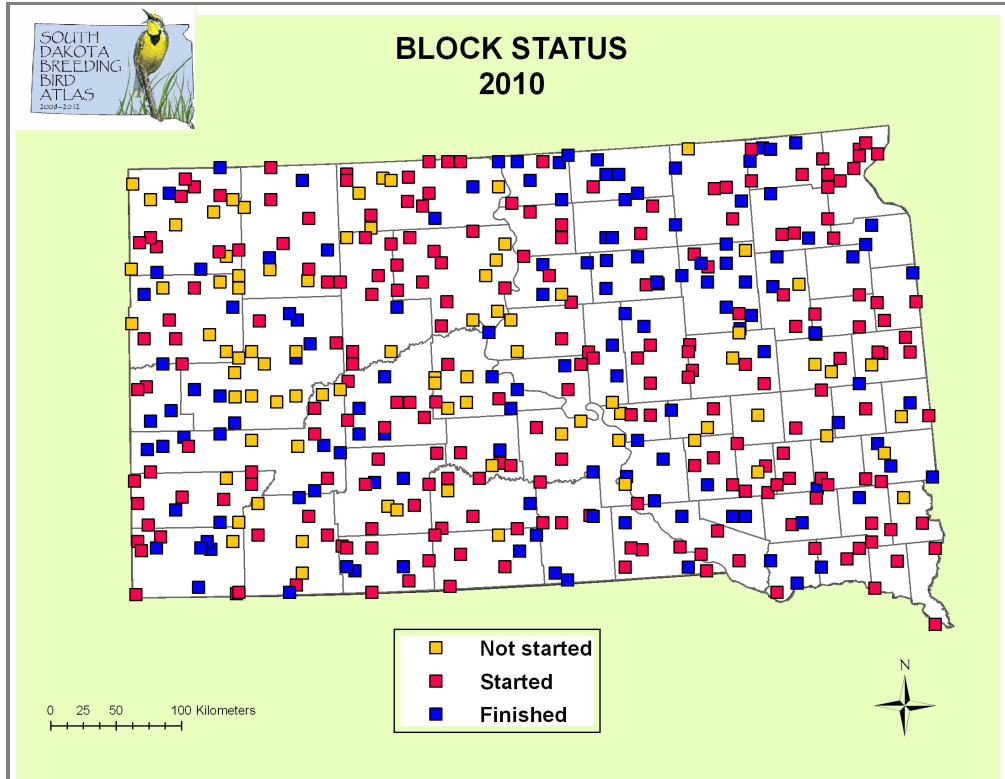 SOUTH
DAKOTA
BREEDING
BIRD
ATLAS
2008-2012
BLOCK STATUS
2010
Not started
Started
Finished
0 25 50 100 Kilometers
N